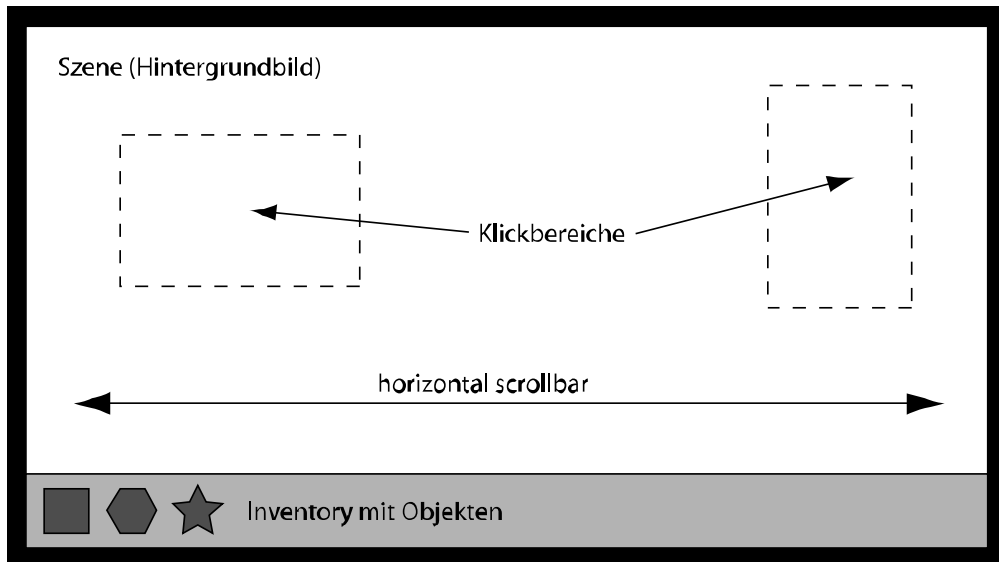 Szene (Hintergrundbild)
Klickbereiche
horizontal scrollbar
Inventory mit Objekten